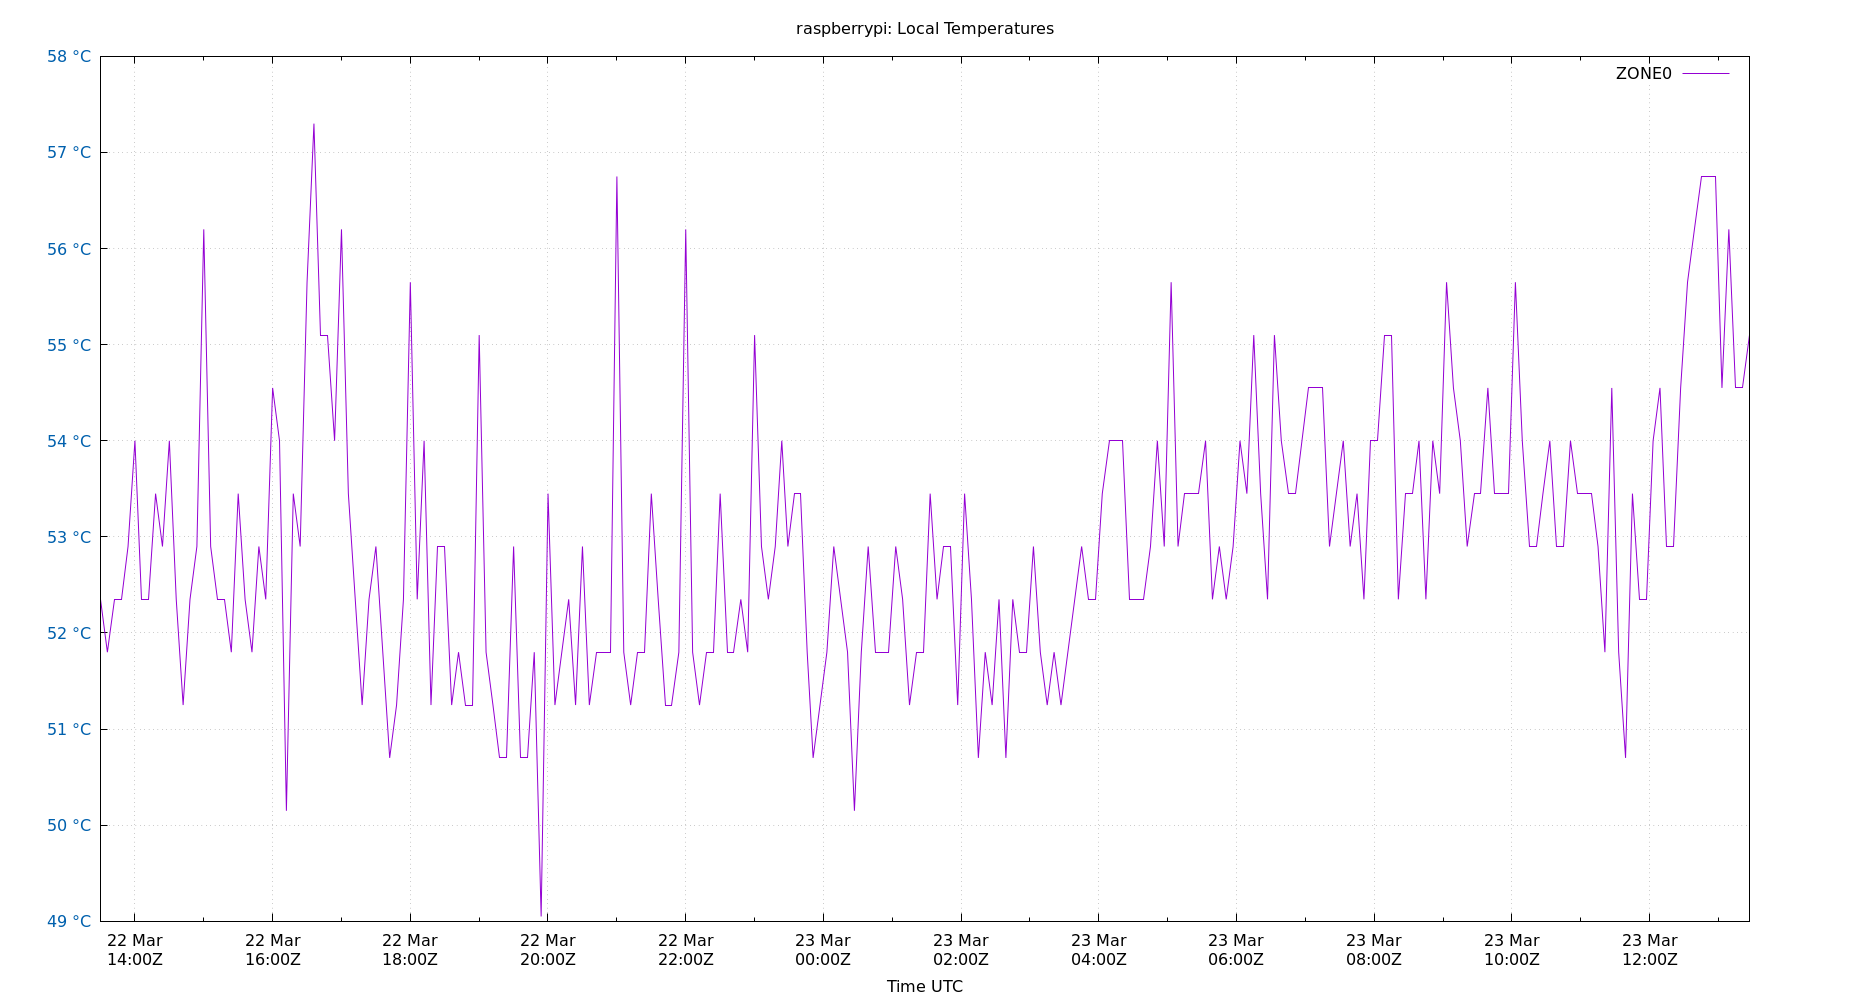 raspberrypi: Local Temperatures
58 °C
ZONE0
57 °C
56 °C
55 °C
54 °C
53 °C
52 °C
51 °C
50 °C
49 °C
22 Mar 22 Mar 22 Mar 22 Mar 22 Mar 23 Mar 23 Mar 23 Mar 23 Mar 23 Mar 23 Mar 23 Mar
14:00Z 16:00Z 18:00Z 20:00Z 22:00Z 00:00Z 02:00Z 04:00Z 06:00Z 08:00Z 10:00Z 12:00Z
Time UTC